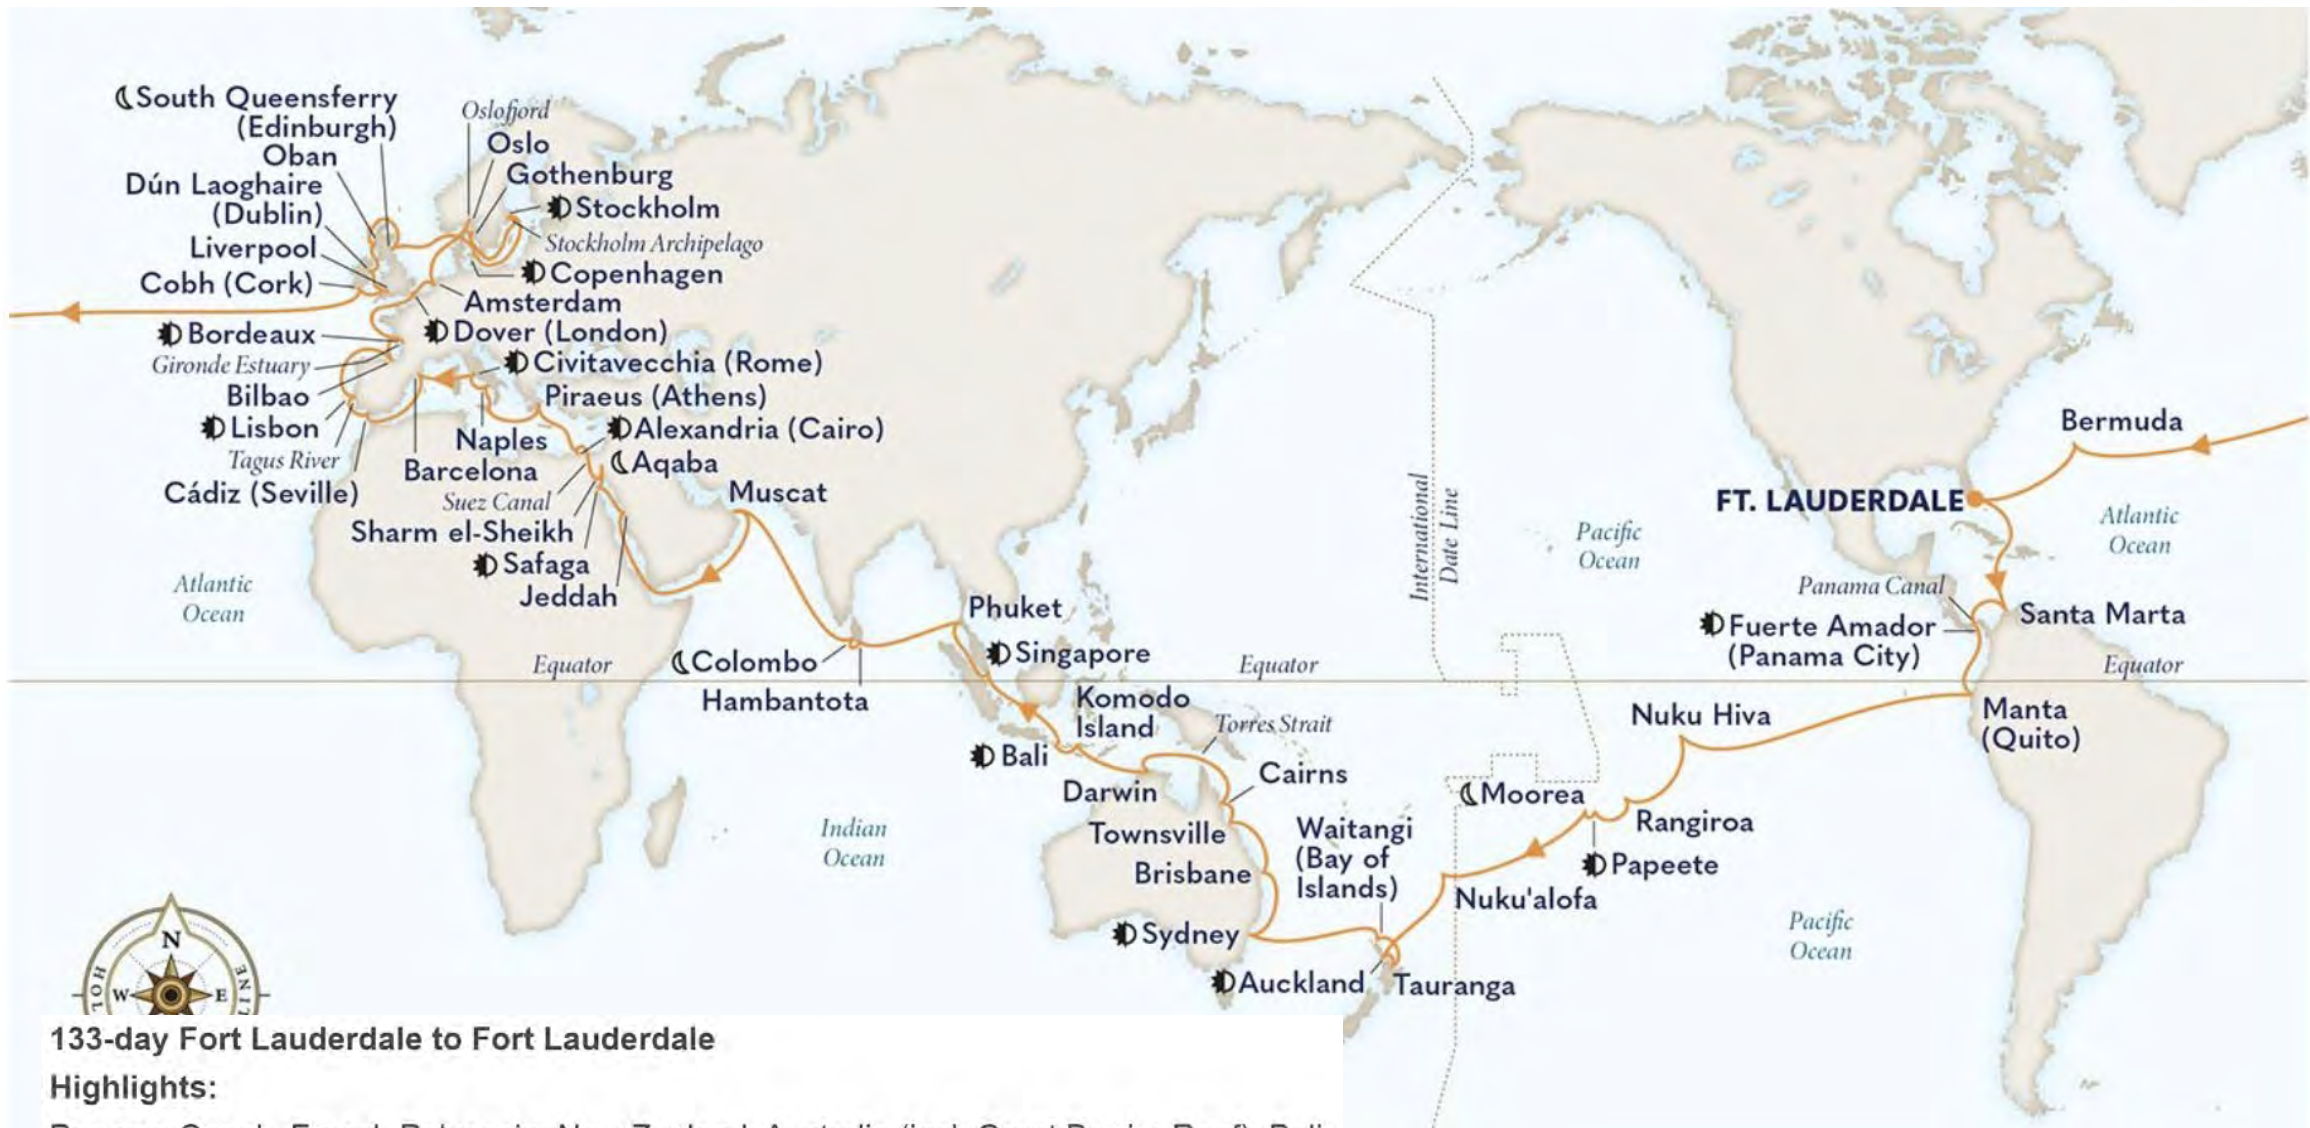 South Queensferry
(Edinburgh)
Oban
Dún Laoghaire
(Dublin)
Liverpool
Cobh (Cork)
Bordeaux
Gironde Estuary
Bilbao
Lisbon
Tagus River
Cádiz (Seville)
Oslofjord
Oslo
Gothenburg
Stockholm
Stockholm Archipelago
Copenhagen
Amsterdam
Dover (London)
Civitavecchia (Rome)
Piraeus (Athens)
Alexandria (Cairo)
Naples
Barcelona
Aqaba
Suez Canal
Sharm el-Sheikh
Safaga
Jeddah
Muscat
Atlantic
Ocean
Equator
Colombo
Hambantota
Phuket
Singapore
Komodo
Island
Bali
Torres Strait
Equator
Darwin
Cairns
Townsville
Brisbane
Sydney
Indian
Ocean
Waitangi
(Bay of
Islands)
Auckland
Tauranga
International
Date Line
Pacific
Ocean
Moorea
Papeete
Rangiroa
Nuku Hiva
Nuku'alofa
Pacific
Ocean
Bermuda
FT. LAUDERDALE
Atlantic
Ocean
Panama Canal
Santa Marta
Fuerte Amador
(Panama City)
Equator
Manta
(Quito)
N
W E
133-day Fort Lauderdale to Fort Lauderdale
Highlights: